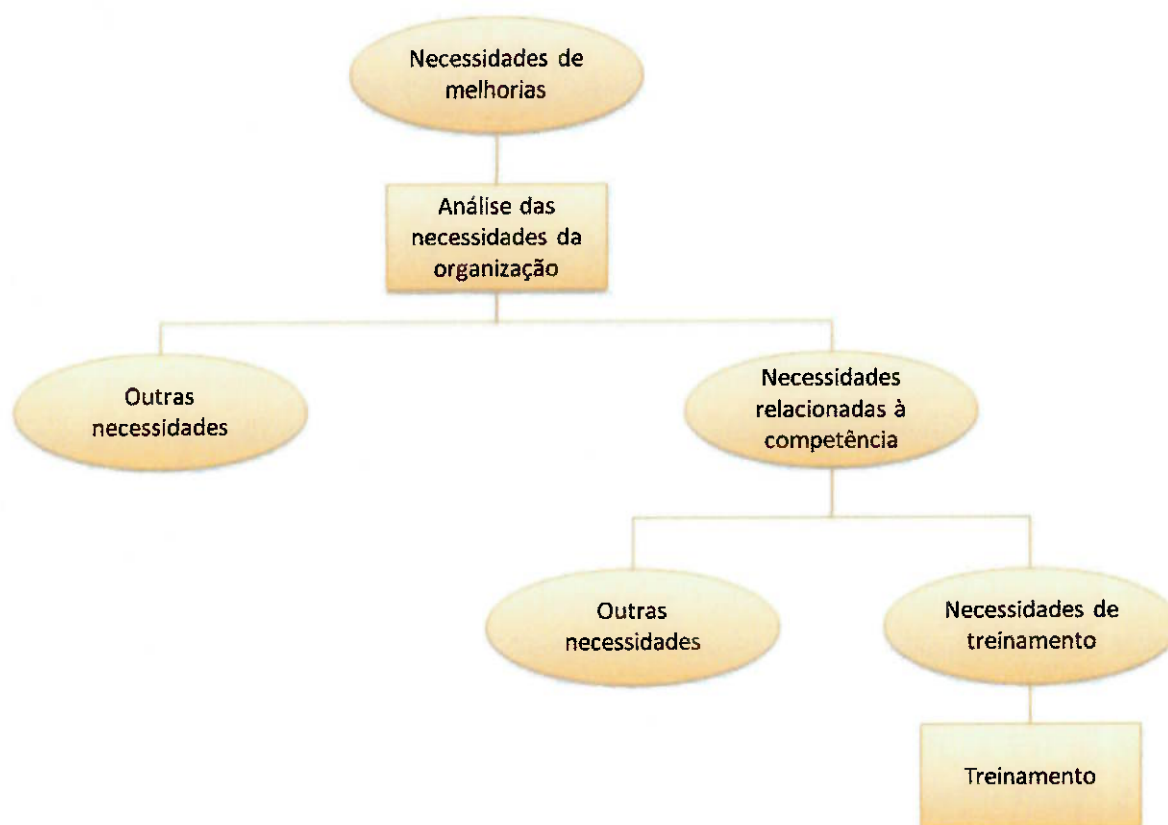 Necessidades de
melhorias
Análise das
necessidades da
organização
Outras
necessidades
Necessidades
relacionadas à
competência
Outras
necessidades
Necessidades de
treinamento
Treinamento